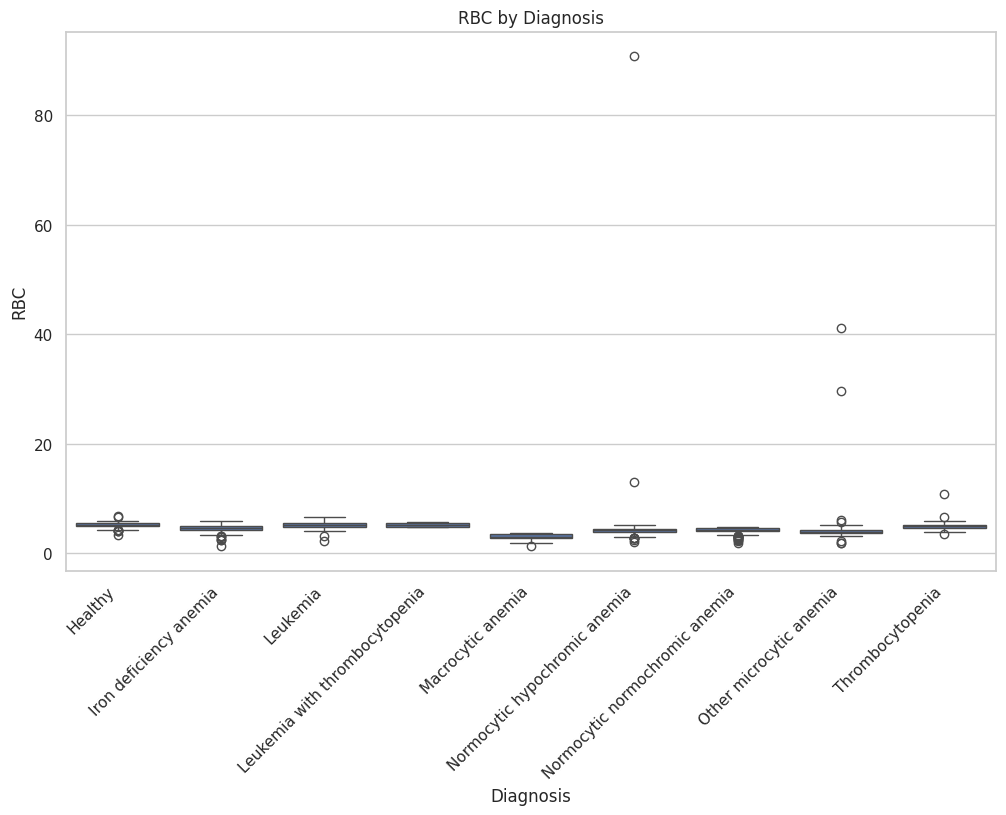 RBC by Diagnosis
RBC
80
60
40
20
0
Healthy
Iron deficiency anemia
Leukemia
Leukemia with thrombocytopenia
Macrocytic anemia
Normocytic hypochromic anemia
Normocytic normochromic anemia
Other microcytic anemia
Thrombocytopenia
Diagnosis